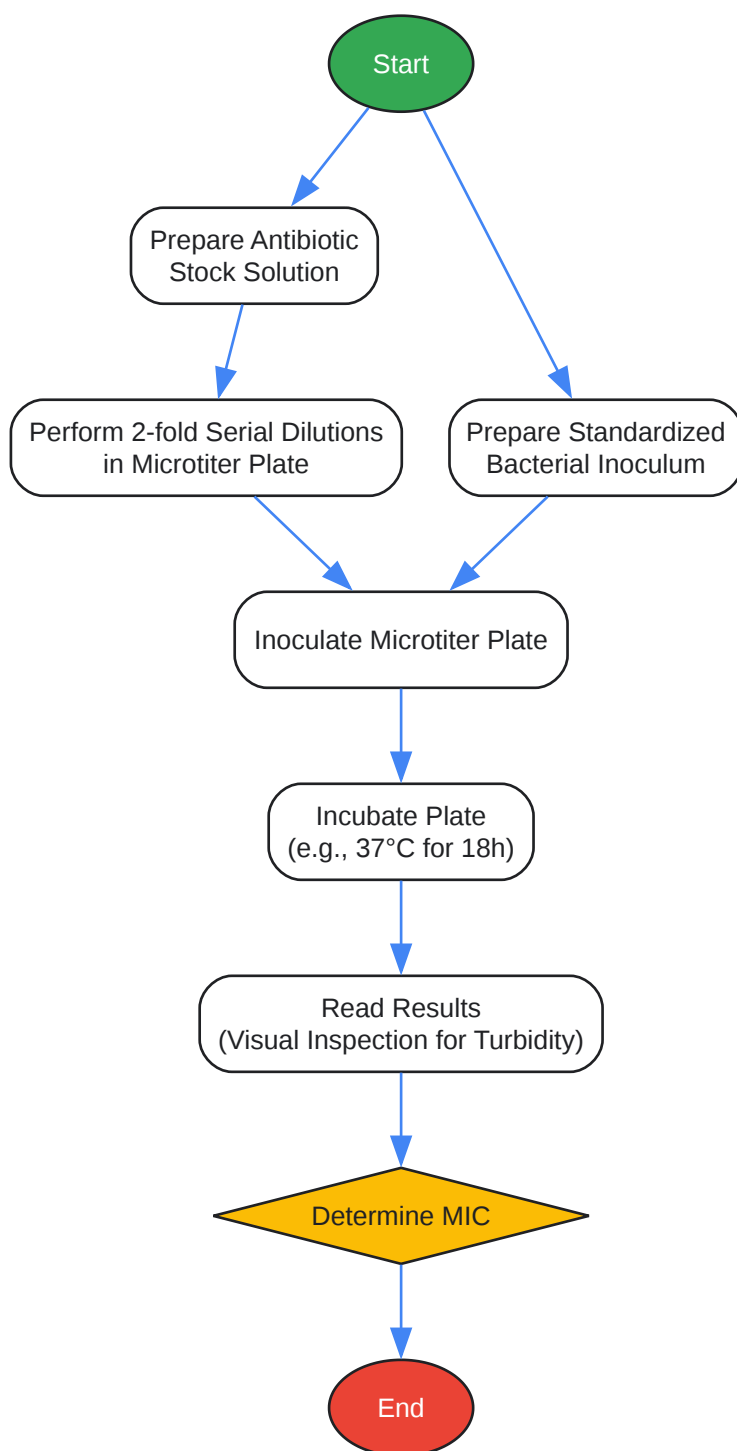 Start
Prepare Antibiotic
Stock Solution
Perform 2-fold Serial Dilutions
in Microtiter Plate
Prepare Standardized
Bacterial Inoculum
Inoculate Microtiter Plate
Incubate Plate
(e.g., 37°C for 18h)
Read Results
(Visual Inspection for Turbidity)
Determine MIC
End